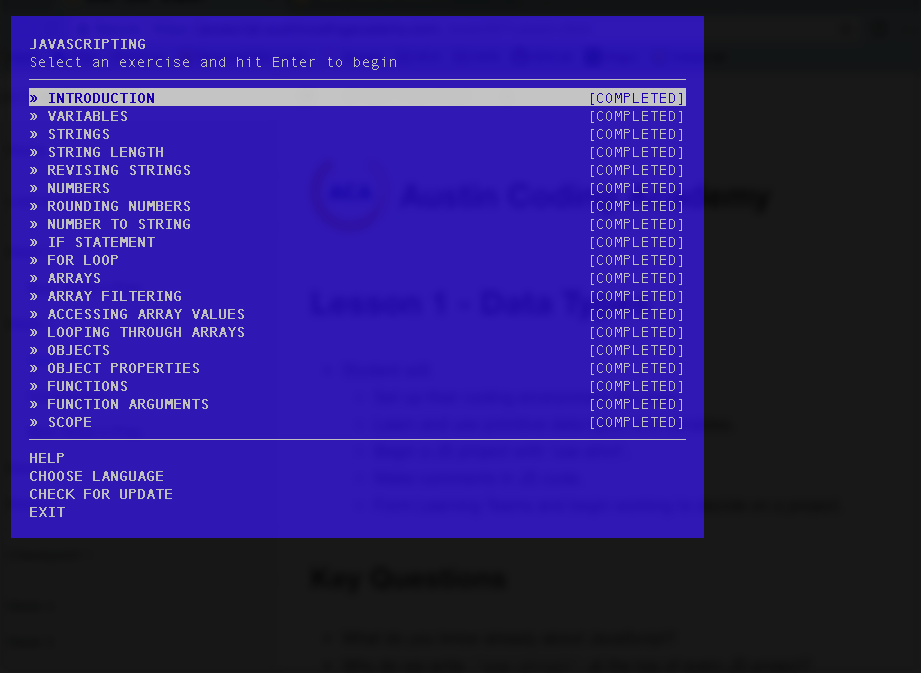 JAVASCRIPTING
Select an exercise and hit Enter to begin
» INTRODUCTION [COMPLETED]
» VARIABLES [COMPLETED]
» STRINGS [COMPLETED]
» STRING LENGTH [COMPLETED]
» REVISING STRINGS [COMPLETED]
» NUMBERS [COMPLETED]
» ROUNDING NUMBERS [COMPLETED]
» NUMBER TO STRING [COMPLETED]
» IF STATEMENT [COMPLETED]
» FOR LOOP [COMPLETED]
» ARRAYS [COMPLETED]
» ARRAY FILTERING [COMPLETED]
» ACCESSING ARRAY VALUES [COMPLETED]
» LOOPING THROUGH ARRAYS [COMPLETED]
» OBJECTS [COMPLETED]
» OBJECT PROPERTIES [COMPLETED]
» FUNCTIONS [COMPLETED]
» FUNCTION ARGUMENTS [COMPLETED]
» SCOPE [COMPLETED]
HELP
CHOOSE LANGUAGE
CHECK FOR UPDATE
EXIT
Austin Coding Academy
Lesson 1 - Data Ty
Key Questions